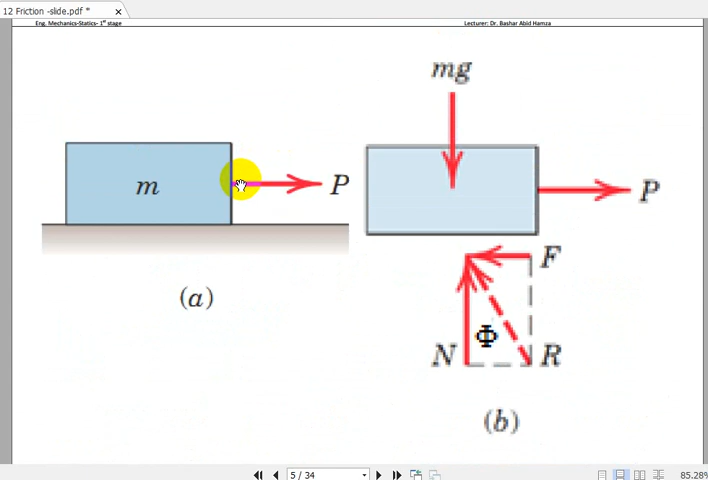 12 Friction -slide.pdf *
Eng. Mechanics-Statics- 1st stage
Lecturer: Dr. Bashar Abid Hamza
mg
m
P
P
F
Φ
N
R
(a)
(b)
5 / 34
85.28%